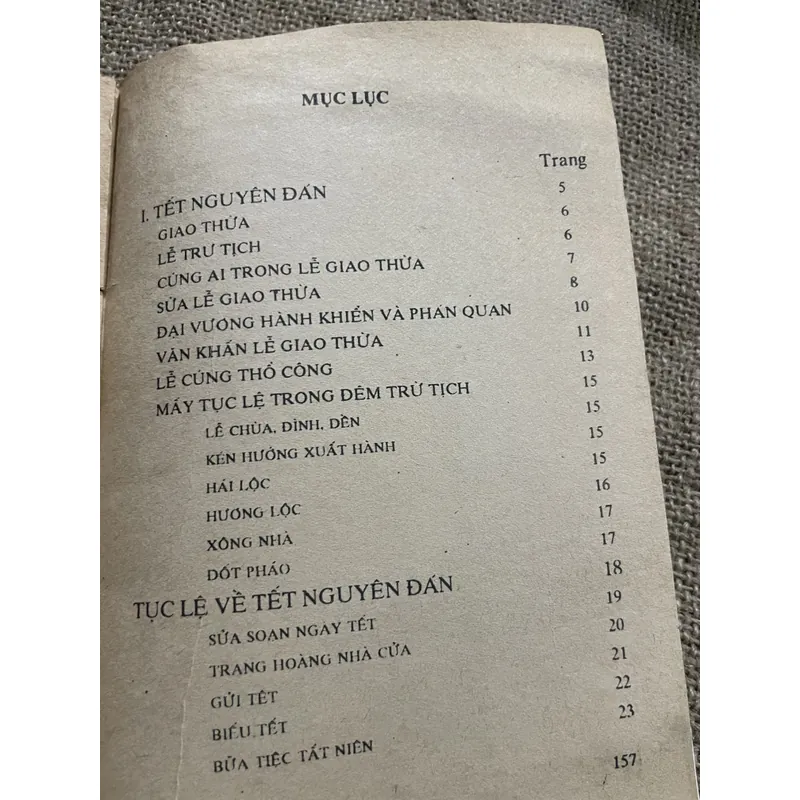 MỤC LỤC
Trang
I. TẾT NGUYÊN ĐÁN 5
GIAO THỪA 6
LỄ TRỪ TỊCH 6
CÚNG AI TRONG LỄ GIAO THỪA 7
SỬA LỄ GIAO THỪA 8
ĐẠI VƯƠNG HÀNH KHIỂN VÀ PHÁN QUAN 10
VĂN KHẤN LỄ GIAO THỪA 11
LỄ CÚNG THỔ CÔNG 13
MẤY TỤC LỆ TRONG ĐÊM TRỪ TỊCH 15
LỄ CHÙA, ĐÌNH, ĐỀN 15
KÉN HƯỚNG XUẤT HÀNH 15
HÁI LỘC 15
HƯƠNG LỘC 16
XÔNG NHÀ 17
ĐỐT PHÁO 17
TỤC LỆ VỀ TẾT NGUYÊN ĐÁN 18
SỬA SOẠN NGÀY TẾT 19
TRANG HOÀNG NHÀ CỬA 20
GỬI TẾT 21
BIẾU TẾT 22
BỮA TIỆC TẤT NIÊN 23
157